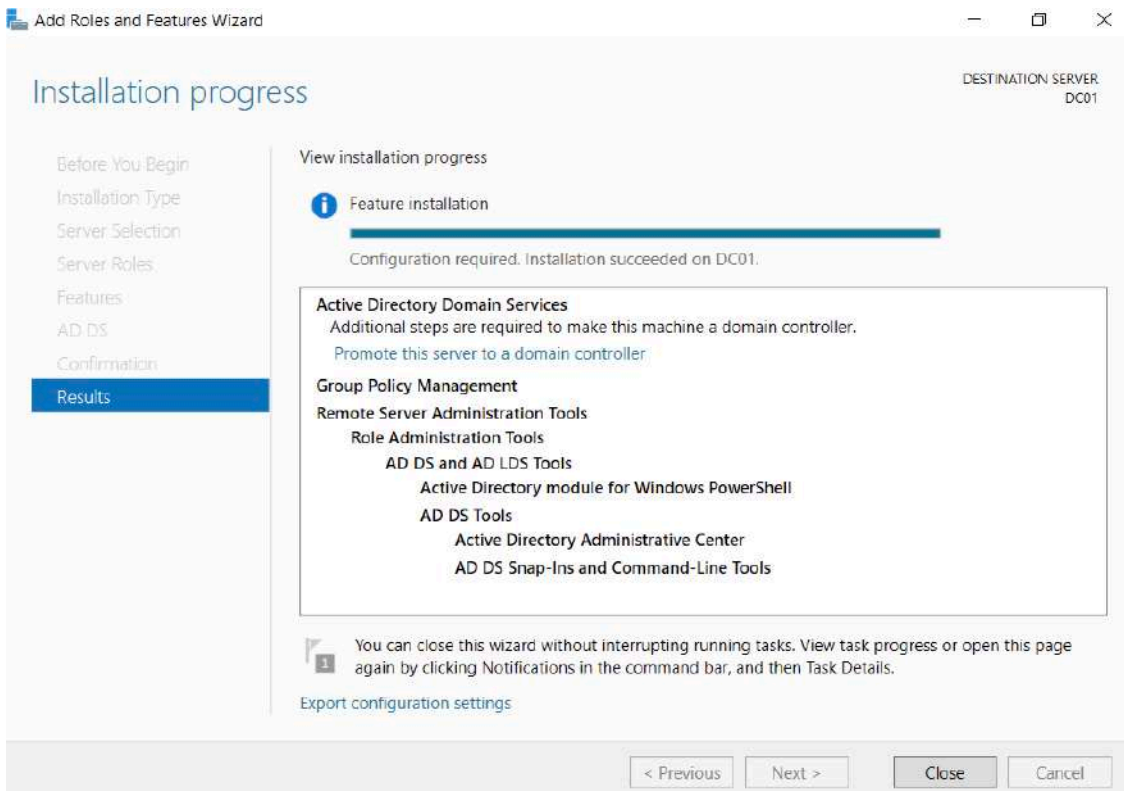 Add Roles and Features Wizard
Installation progress
DESTINATION SERVER
DC01
Before You Begin
Installation Type
Server Selection
Server Roles
Features
AD DS
Confirmation
Results
View installation progress
Feature installation
Configuration required. Installation succeeded on DC01.
Active Directory Domain Services
Additional steps are required to make this machine a domain controller.
Promote this server to a domain controller
Group Policy Management
Remote Server Administration Tools
Role Administration Tools
AD DS and AD LDS Tools
Active Directory module for Windows PowerShell
AD DS Tools
Active Directory Administrative Center
AD DS Snap-Ins and Command-Line Tools
1
You can close this wizard without interrupting running tasks. View task progress or open this page
again by clicking Notifications in the command bar, and then Task Details.
Export configuration settings
< Previous
Next >
Close
Cancel